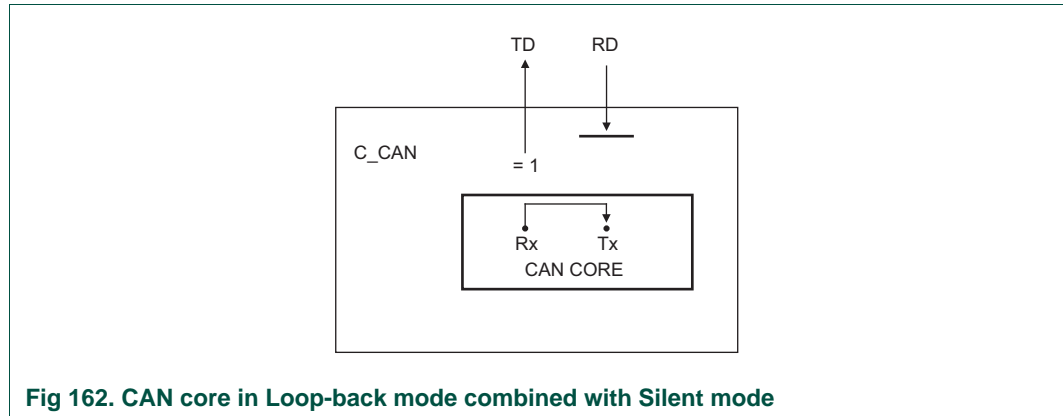 TD RD
C_CAN
= 1
Rx Tx
CAN CORE
Fig 162. CAN core in Loop-back mode combined with Silent mode